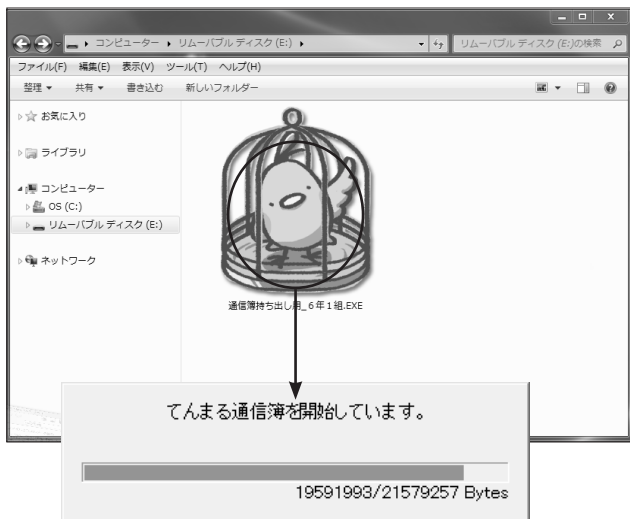 コンピューター ▸ リムーバブル ディスク (E:) ▸
リムーバブル ディスク (E:)の検索
ファイル(F) 編集(E) 表示(V) ツール(T) ヘルプ(H)
整理 ▼ 共有 ▼ 書き込む 新しいフォルダー
お気に入り
ライブラリ
コンピューター
OS (C:)
リムーバブル ディスク (E:)
ネットワーク
通信簿持ち出し用_6年1組.EXE
てんまる通信簿を開始しています。
19591993/21579257 Bytes